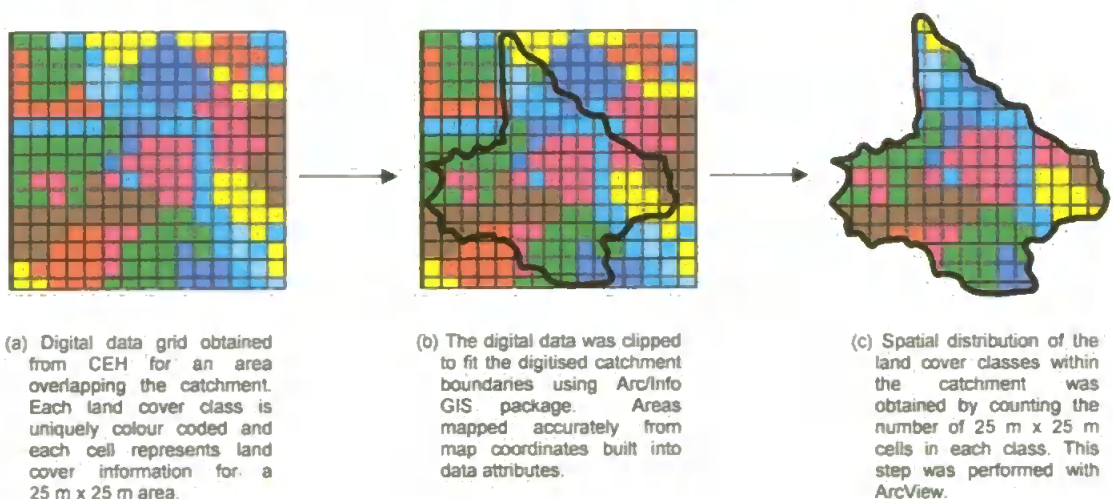 (a) Digital data grid obtained
from CEH for an area
overlapping the catchment.
Each land cover class is
uniquely colour coded and
each cell represents land
cover information for a
25 m x 25 m area.
(b) The digital data was clipped
to fit the digitised catchment
boundaries using Arc/Info
GIS package. Areas
mapped accurately from
map coordinates built into
data attributes.
(c) Spatial distribution of the
land cover classes within
the catchment was
obtained by counting the
number of 25 m x 25 m
cells in each class. This
step was performed with
ArcView.